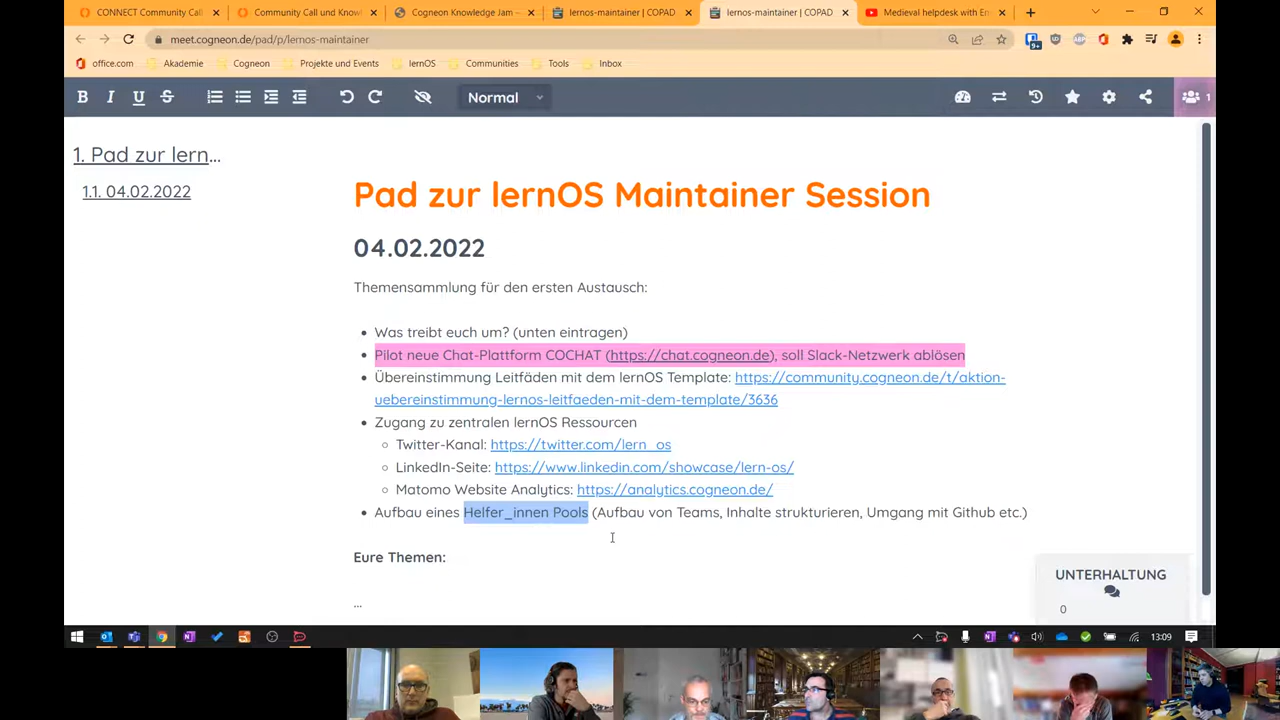 CONNECT Community Call
Community Call und Know
Cogneon Knowledge Jam –
lernos-maintainer | COPAD
lernos-maintainer | COPAD
Medieval helpdesk with En
meet.cogneon.de/pad/p/lernos-maintainer
9+
office.com
Akademie
Cogneon
Projekte und Events
lernOS
Communities
Tools
Inbox
B I U S
Normal
1
1. Pad zur lern...
1.1. 04.02.2022
Pad zur lernOS Maintainer Session
04.02.2022
Themensammlung für den ersten Austausch:
Was treibt euch um? (unten eintragen)
Pilot neue Chat-Plattform COCHAT (https://chat.cogneon.de), soll Slack-Netzwerk ablösen
Übereinstimmung Leitfäden mit dem lernOS Template: https://community.cogneon.de/t/aktion-
uebereinstimmung-lernos-leitfaeden-mit-dem-template/3636
Zugang zu zentralen lernOS Ressourcen
Twitter-Kanal: https://twitter.com/lern_os
LinkedIn-Seite: https://www.linkedin.com/showcase/lern-os/
Matomo Website Analytics: https://analytics.cogneon.de/
Aufbau eines Helfer_innen Pools (Aufbau von Teams, Inhalte strukturieren, Umgang mit Github etc.)
Eure Themen:
...
UNTERHALTUNG
0
13:09